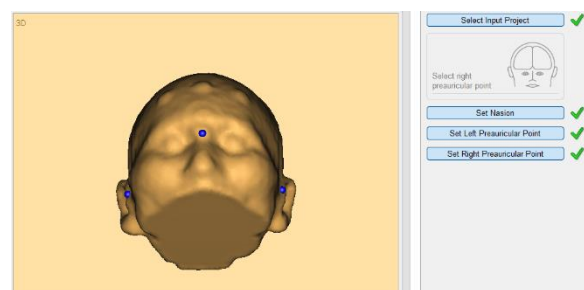 3D
Select Input Project
Select right
preauricular point
Set Nasion
Set Left Preauricular Point
Set Right Preauricular Point